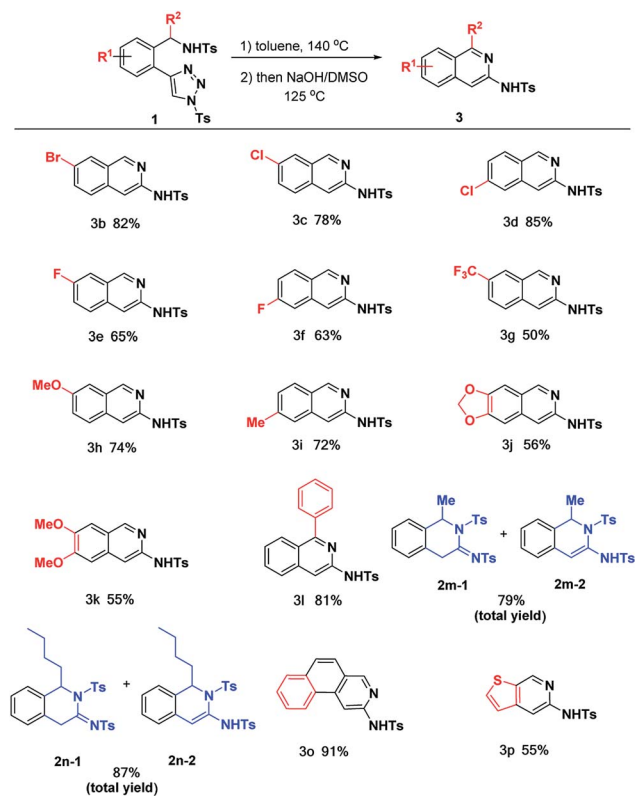 R²
NHTs
R¹
N
N
N
Ts
1
1) toluene, 140 °C
2) then NaOH/DMSO
125 °C
R²
R¹
N
NHTs
3
Br
N
NHTs
3b 82%
Cl
N
NHTs
3c 78%
Cl
N
NHTs
3d 85%
F
N
NHTs
3e 65%
F
N
NHTs
3f 63%
F₃C
N
NHTs
3g 50%
MeO
N
NHTs
3h 74%
Me
N
NHTs
3i 72%
O
O
N
NHTs
3j 56%
MeO
MeO
N
NHTs
3k 55%
N
NHTs
3l 81%
Me
N
Ts
NTs
2m-1
+
Me
N
Ts
NHTs
2m-2
79%
(total yield)
N
Ts
NTs
2n-1
+
N
Ts
NHTs
2n-2
87%
(total yield)
N
NHTs
3o 91%
S
N
NHTs
3p 55%